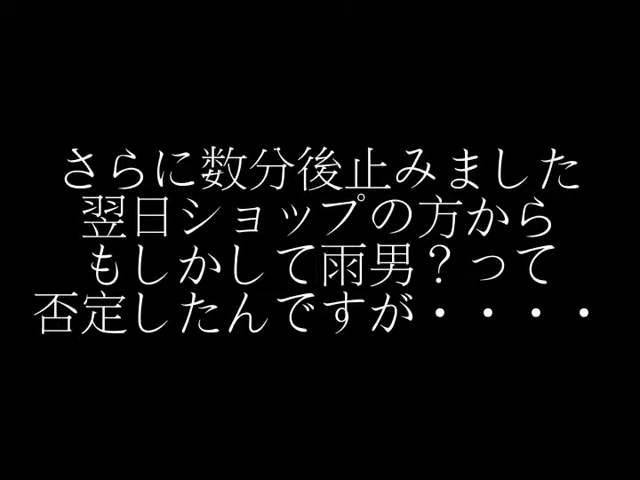 さらに数分後止みました
翌日ショップの方から
もしかして雨男？って
否定したんですが・・・・